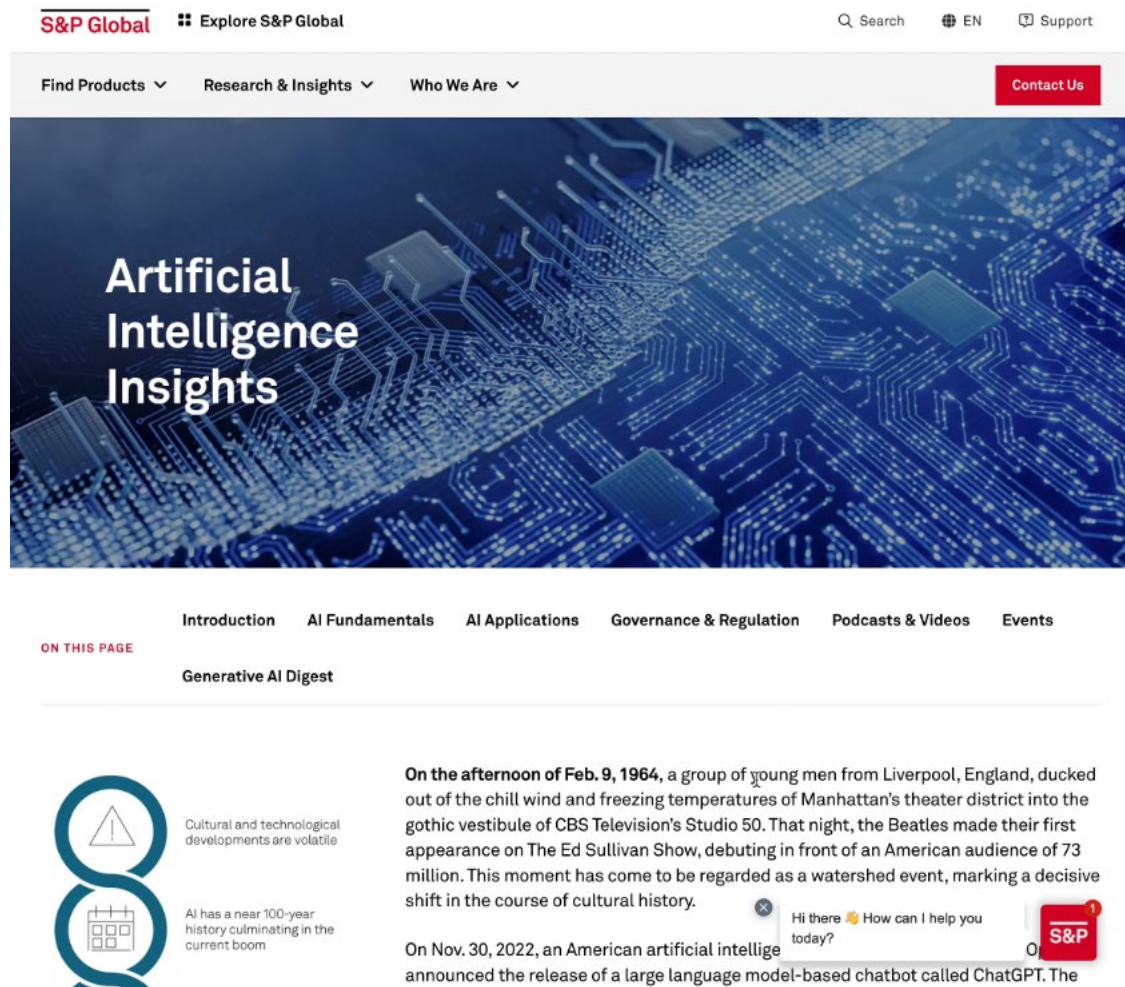 S&P Global
Explore S&P Global
Search
EN
Support
Find Products
Research & Insights
Who We Are
Contact Us
Artificial
Intelligence
Insights
ON THIS PAGE
Introduction
AI Fundamentals
AI Applications
Governance & Regulation
Podcasts & Videos
Events
Generative AI Digest
Cultural and technological
developments are volatile
AI has a near 100-year
history culminating in the
current boom
On the afternoon of Feb. 9, 1964, a group of young men from Liverpool, England, ducked
out of the chill wind and freezing temperatures of Manhattan's theater district into the
gothic vestibule of CBS Television's Studio 50. That night, the Beatles made their first
appearance on The Ed Sullivan Show, debuting in front of an American audience of 73
million. This moment has come to be regarded as a watershed event, marking a decisive
shift in the course of cultural history.
On Nov. 30, 2022, an American artificial
announced the release of a large language model-based chatbot called ChatGPT. The
Hi there 👋 How can I help you
today?
S&P
1